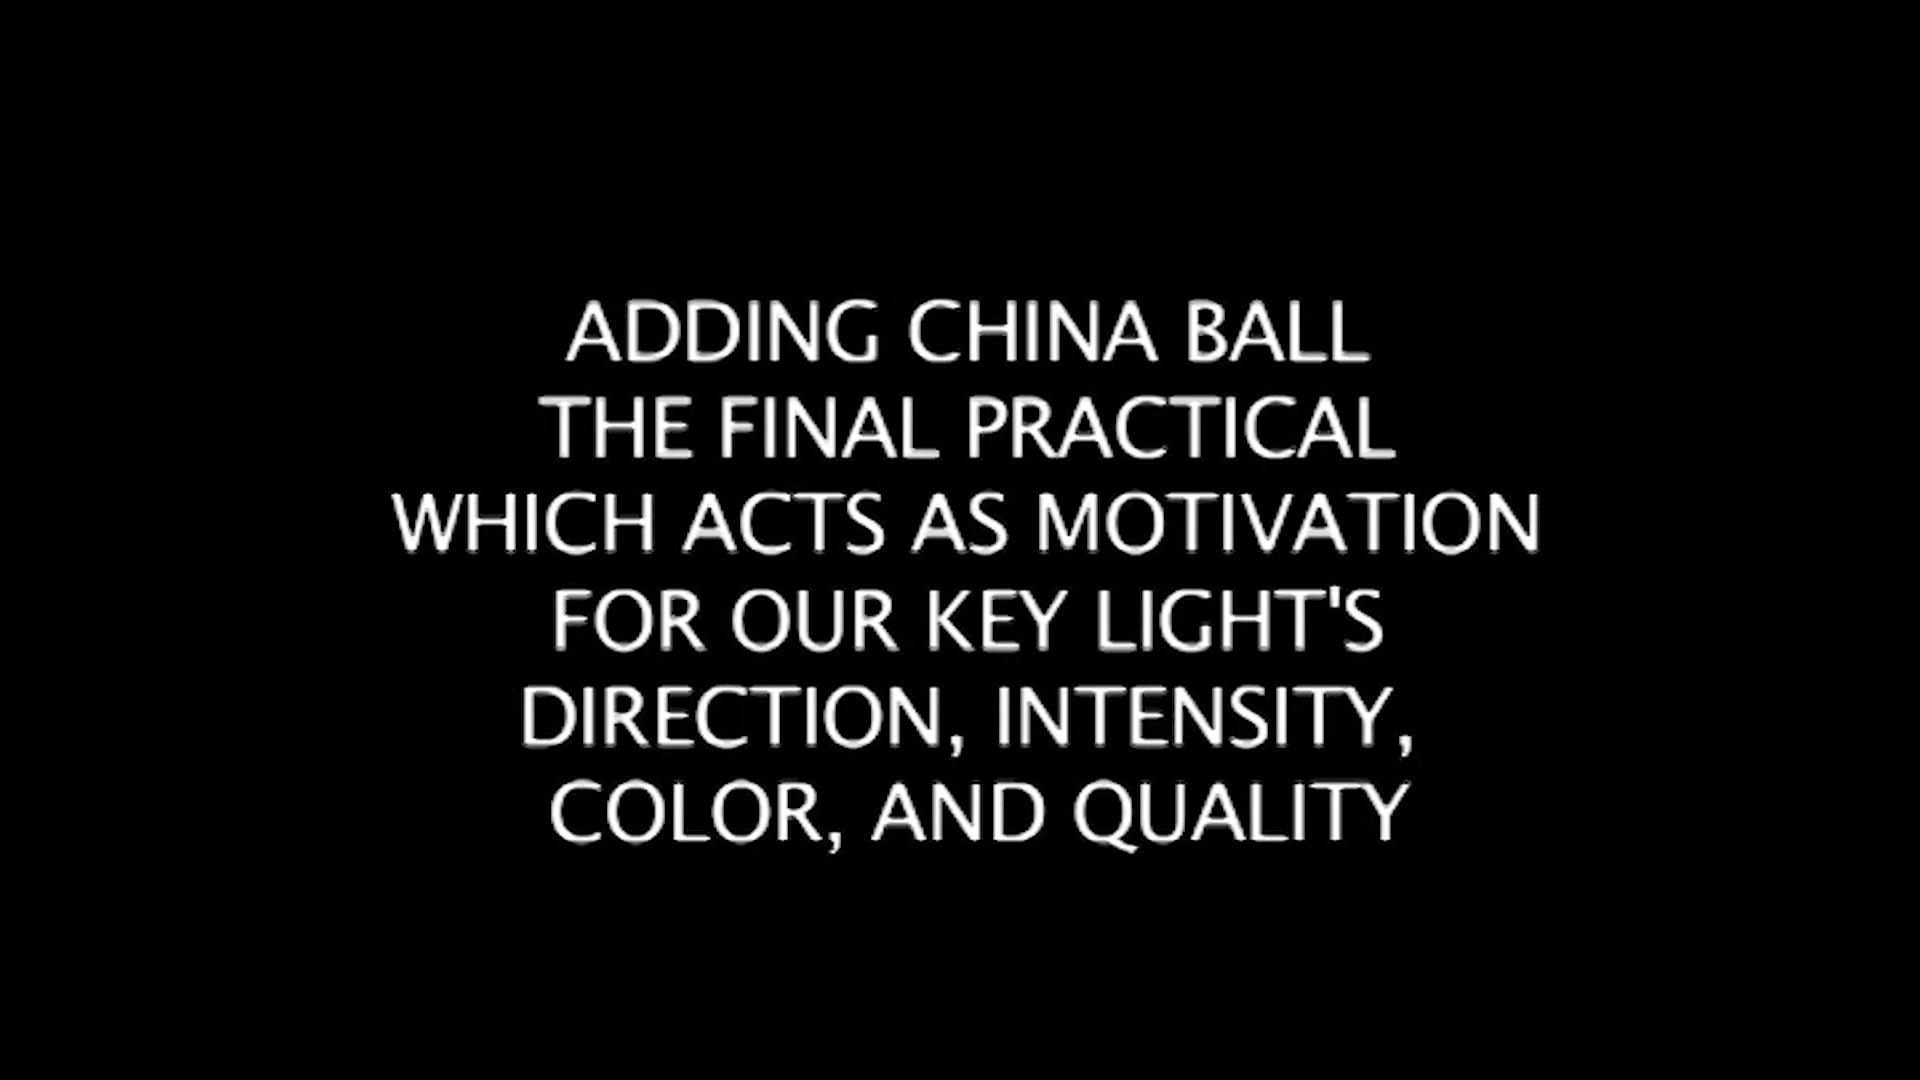 ADDING CHINA BALL
THE FINAL PRACTICAL
WHICH ACTS AS MOTIVATION
FOR OUR KEY LIGHT'S
DIRECTION, INTENSITY,
COLOR, AND QUALITY